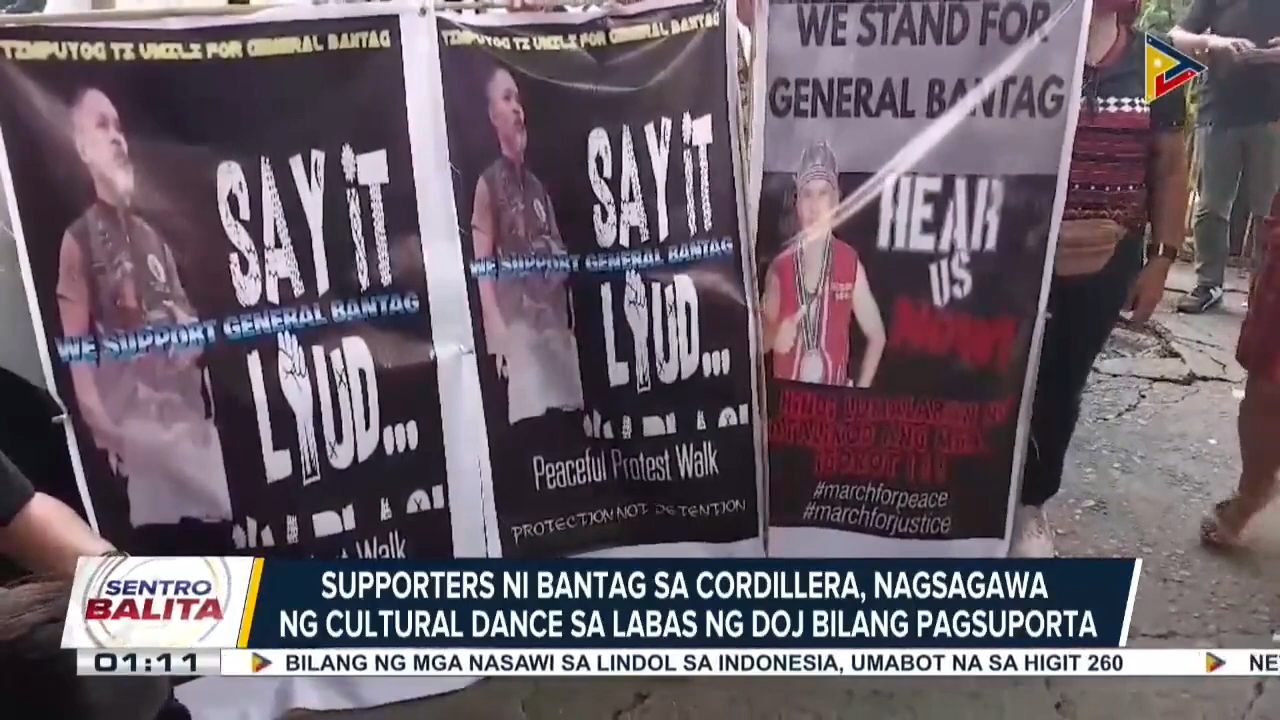 TIMPUYOG TI UMILI FOR GENERAL BANTAG
SAY IT
WE SUPPORT GENERAL BANTAG
LOUD...
Walk
TIMPUYOG TI UMILI FOR GENERAL BANTAG
SAY IT
WE SUPPORT GENERAL BANTAG
LOUD...
Peaceful Protest Walk
PROTECTION NOT DETENTION
WE STAND FOR
GENERAL BANTAG
HEAR
US
NOW!
#marchforpeace
#marchforjustice
SENTRO
BALITA
SUPPORTERS NI BANTAG SA CORDILLERA, NAGSAGAWA
NG CULTURAL DANCE SA LABAS NG DOJ BILANG PAGSUPORTA
01:11
BILANG NG MGA NASAWI SA LINDOL SA INDONESIA, UMABOT NA SA HIGIT 260